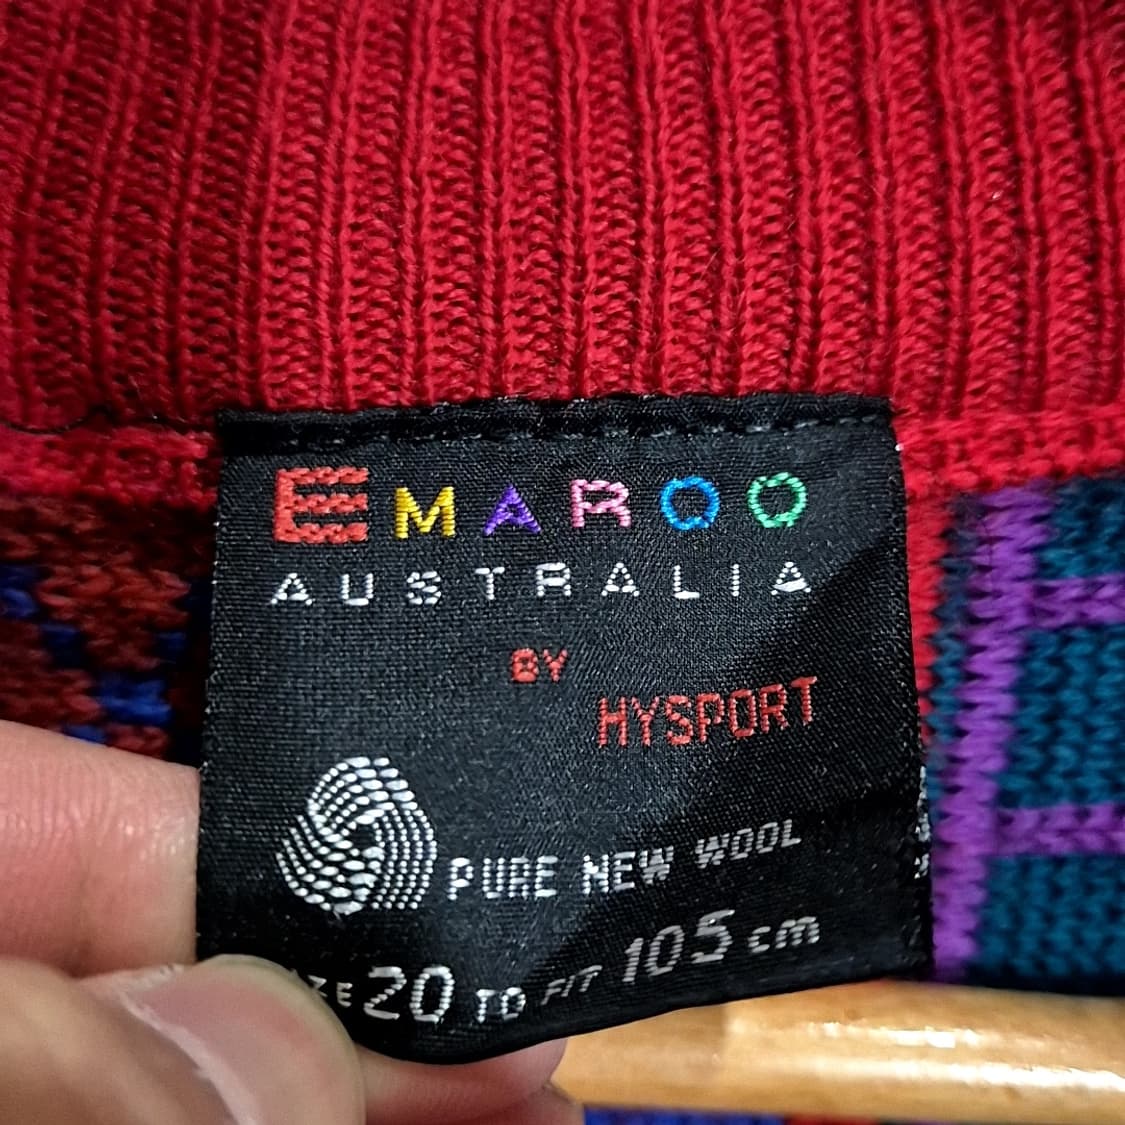 EMAROO
AUSTRALIA
BY
HYSPORT
PURE NEW WOOL
20 TO FIT 105 cm